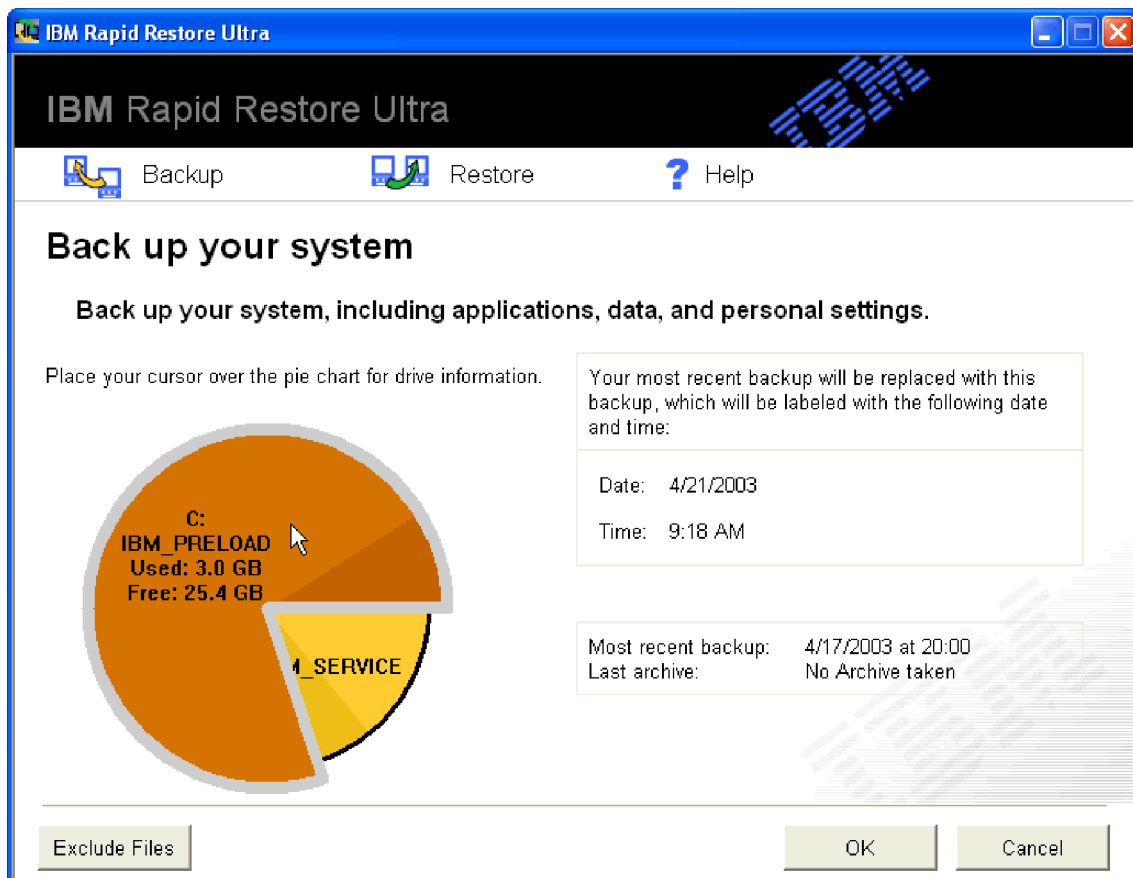 IBM Rapid Restore Ultra
IBM Rapid Restore Ultra
IBM
Backup
Restore
? Help
Back up your system
Back up your system, including applications, data, and personal settings.
Place your cursor over the pie chart for drive information.
C:
IBM_PRELOAD
Used: 3.0 GB
Free: 25.4 GB
M_SERVICE
Your most recent backup will be replaced with this
backup, which will be labeled with the following date
and time:
Date: 4/21/2003
Time: 9:18 AM
Most recent backup: 4/17/2003 at 20:00
Last archive: No Archive taken
IBM
Exclude Files
OK
Cancel